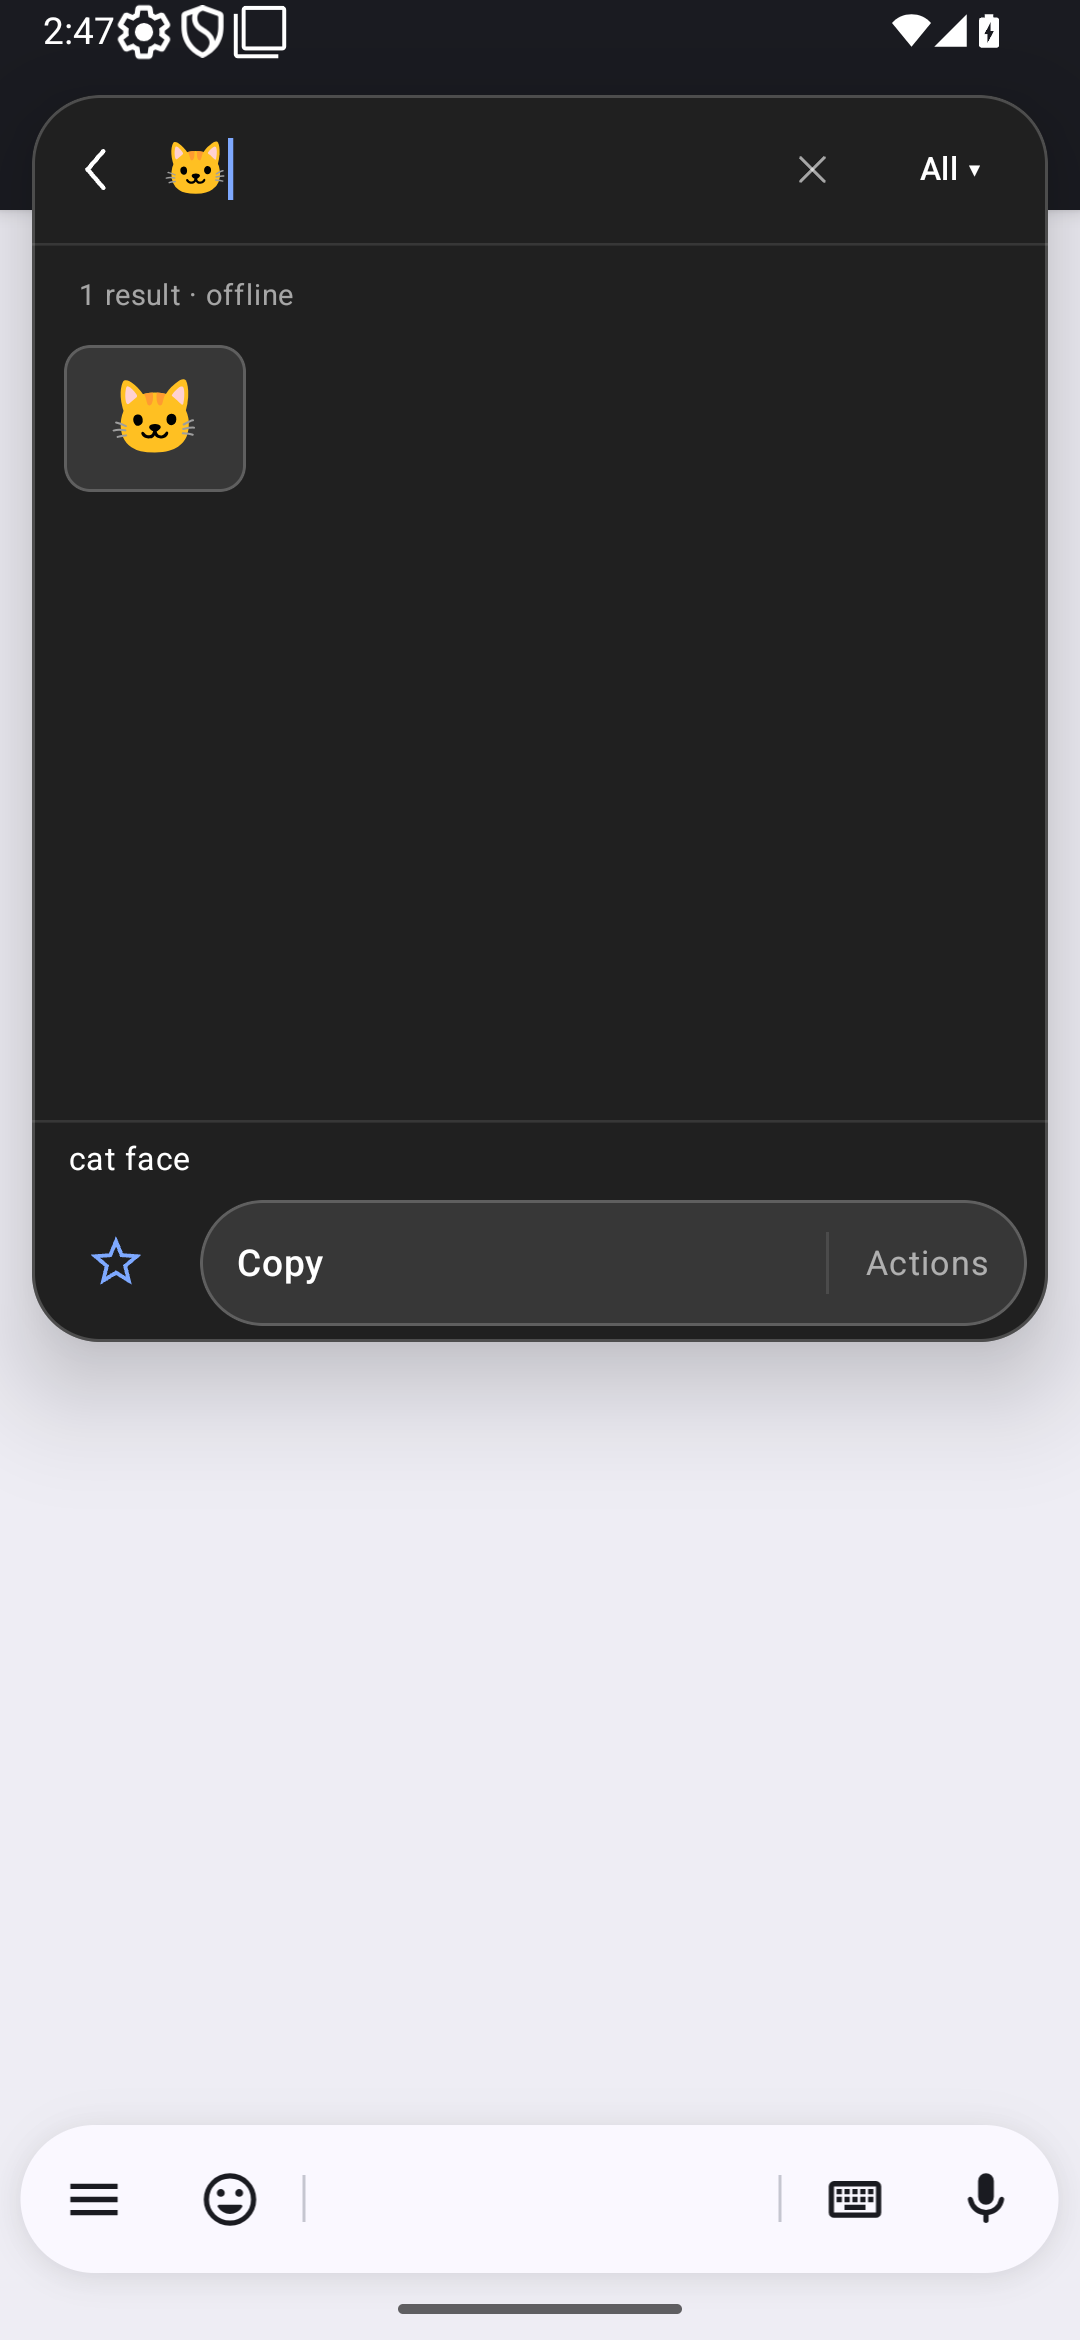 2:47
🐱
All ▾
1 result · offline
🐱
cat face
Copy
Actions